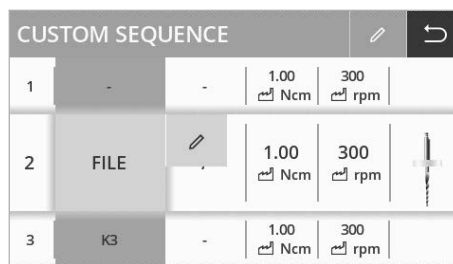 CUSTOM SEQUENCE
1 - - 1.00 300
Ncm rpm
2 FILE 1.00 300
Ncm rpm
3 K3 - 1.00 300
Ncm rpm